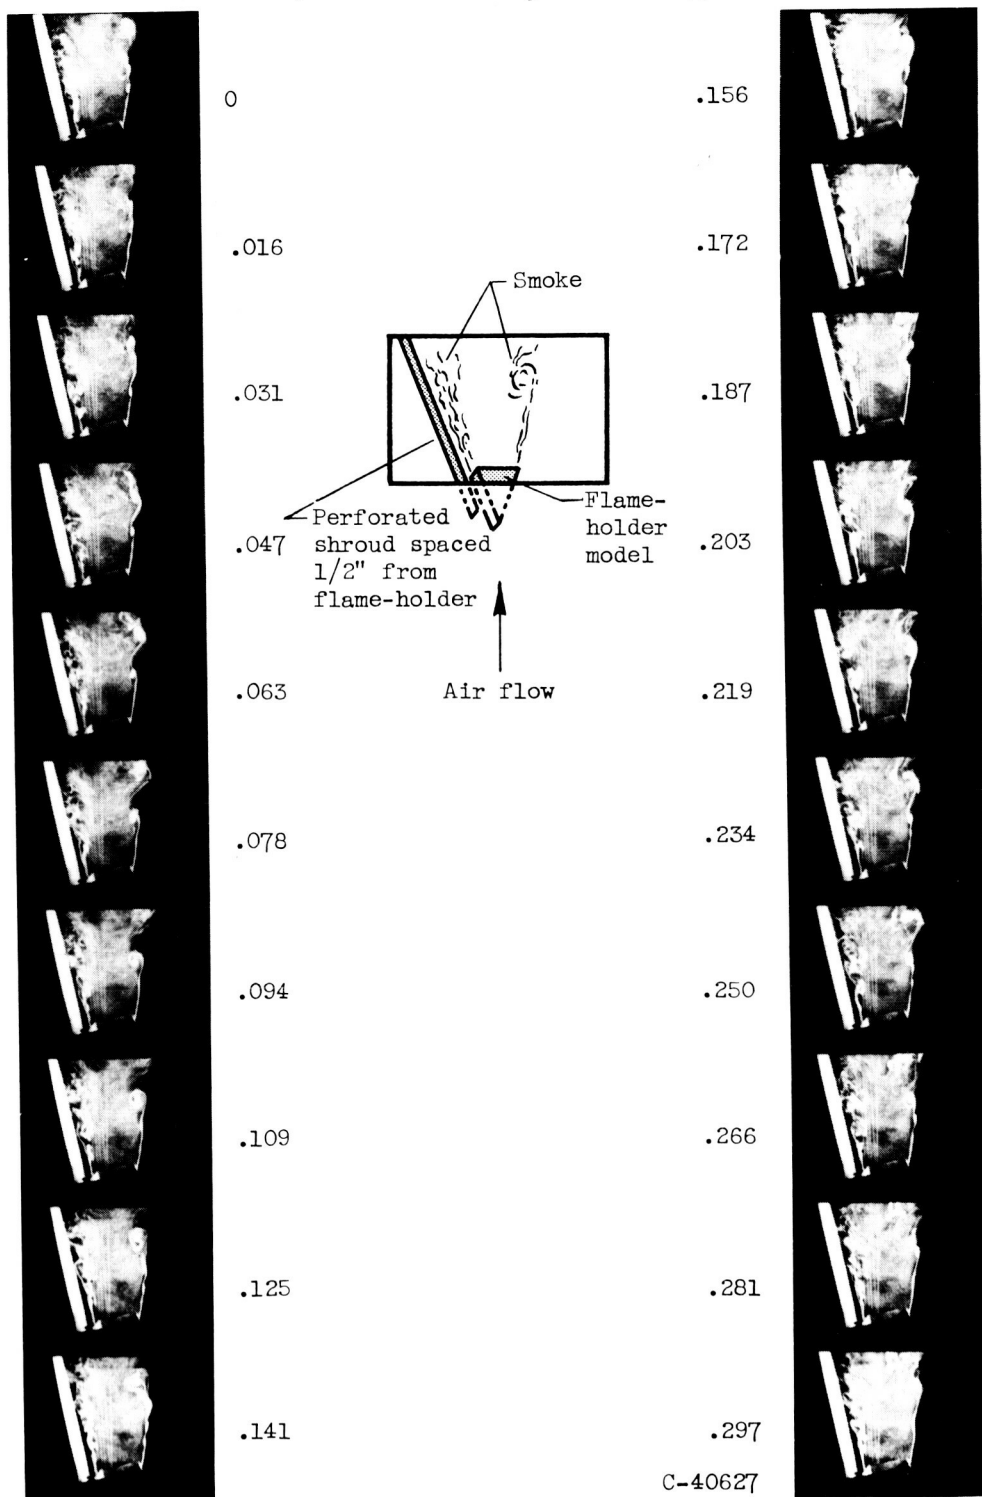 0
.016
.031
.047
.063
.078
.094
.109
.125
.141
Smoke
Perforated
shroud spaced
1/2" from
flame-holder
Flame-
holder
model
Air flow
.156
.172
.187
.203
.219
.234
.250
.266
.281
.297
C-40627